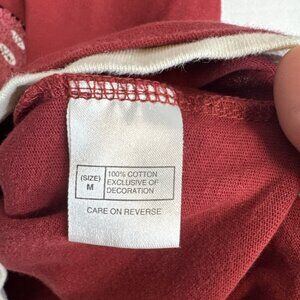 (SIZE)
M
100% COTTON
EXCLUSIVE OF
DECORATION
CARE ON REVERSE